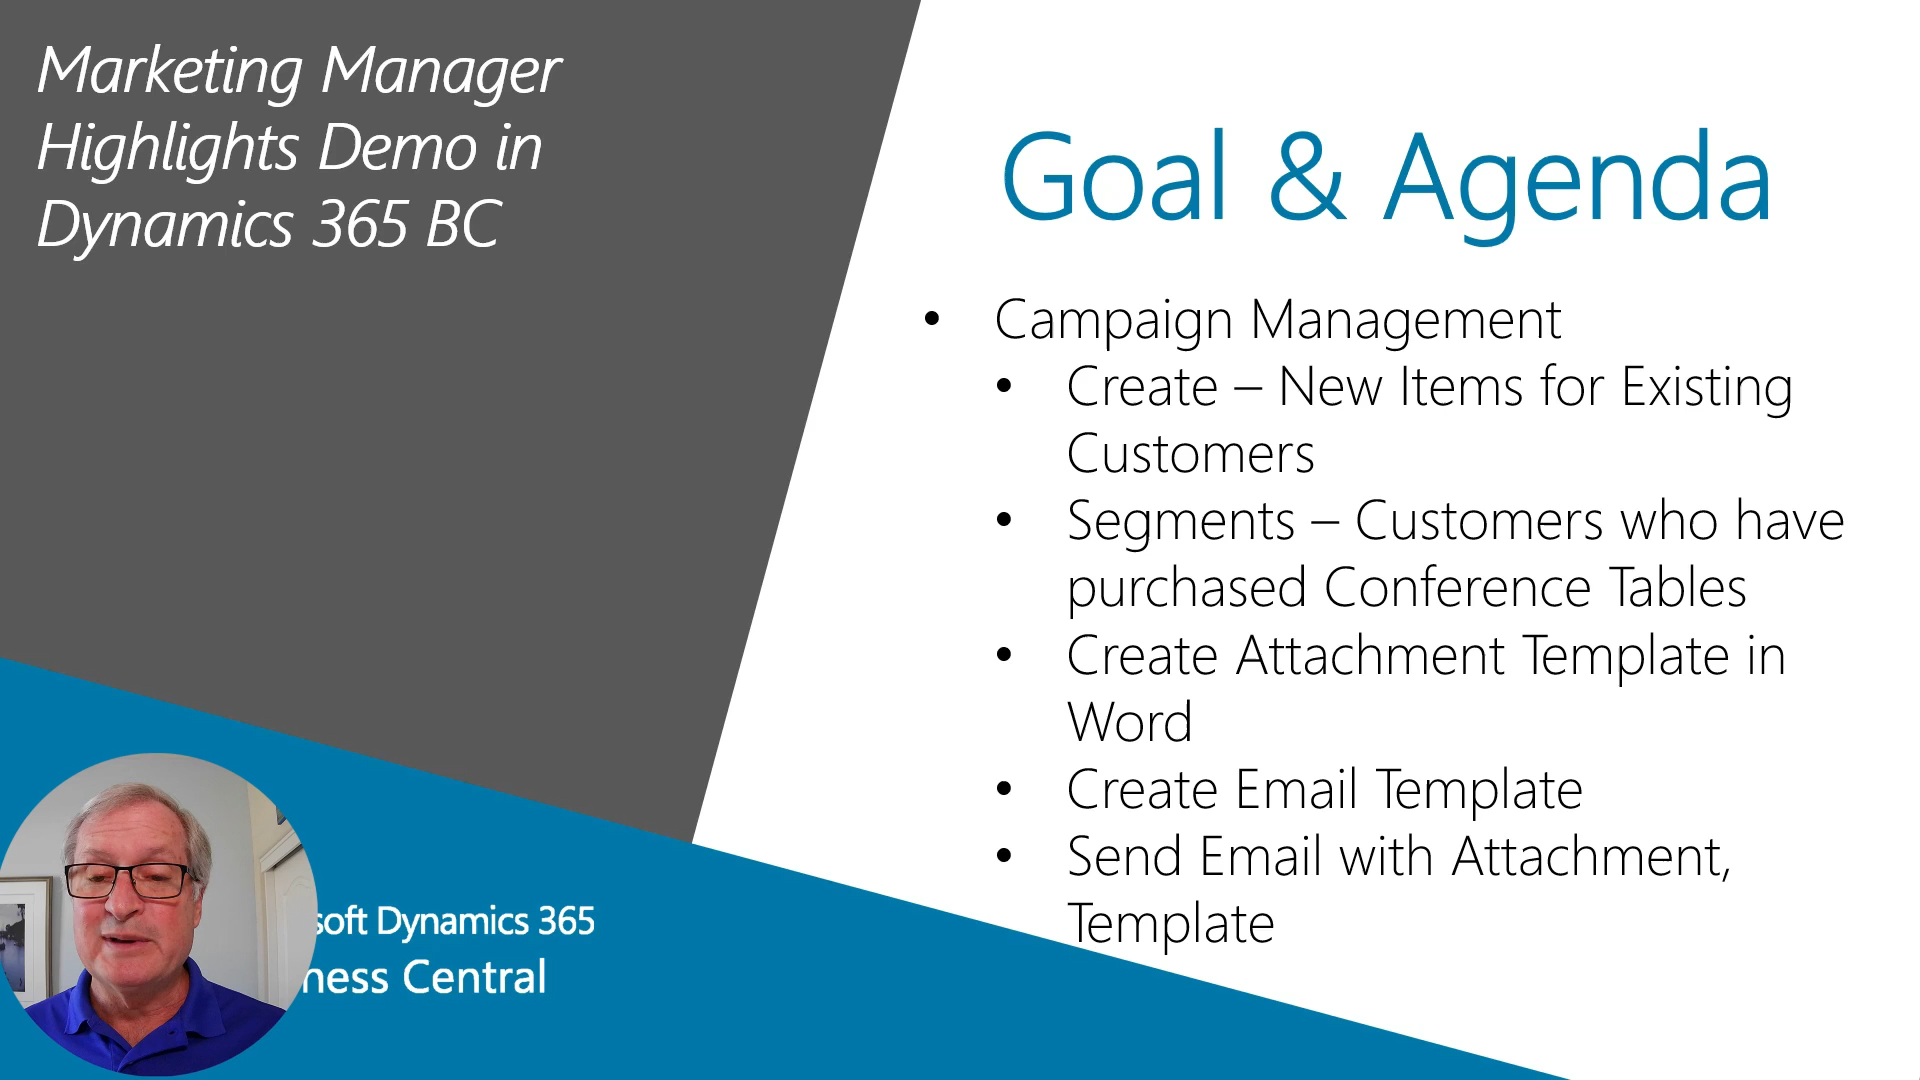 Marketing Manager
Highlights Demo in
Dynamics 365 BC
Goal & Agenda
• Campaign Management
• Create – New Items for Existing
Customers
• Segments – Customers who have
purchased Conference Tables
• Create Attachment Template in
Word
• Create Email Template
• Send Email with Attachment,
Template
soft Dynamics 365
ness Central